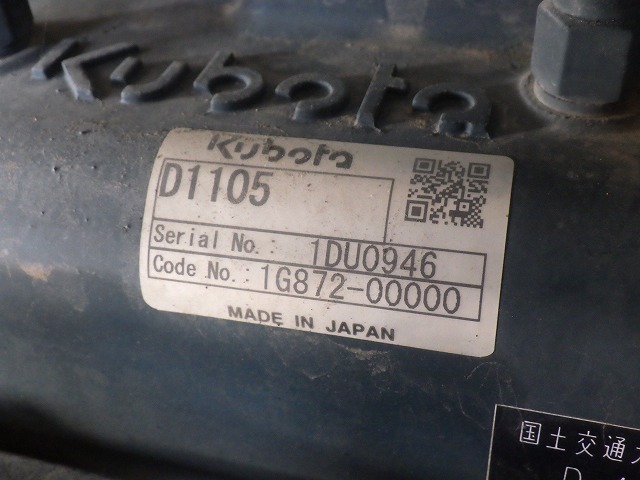 Kubota
Kubota
D1105
Serial No.: 1DU0946
Code No.: 1G872-00000
MADE IN JAPAN
国土交通